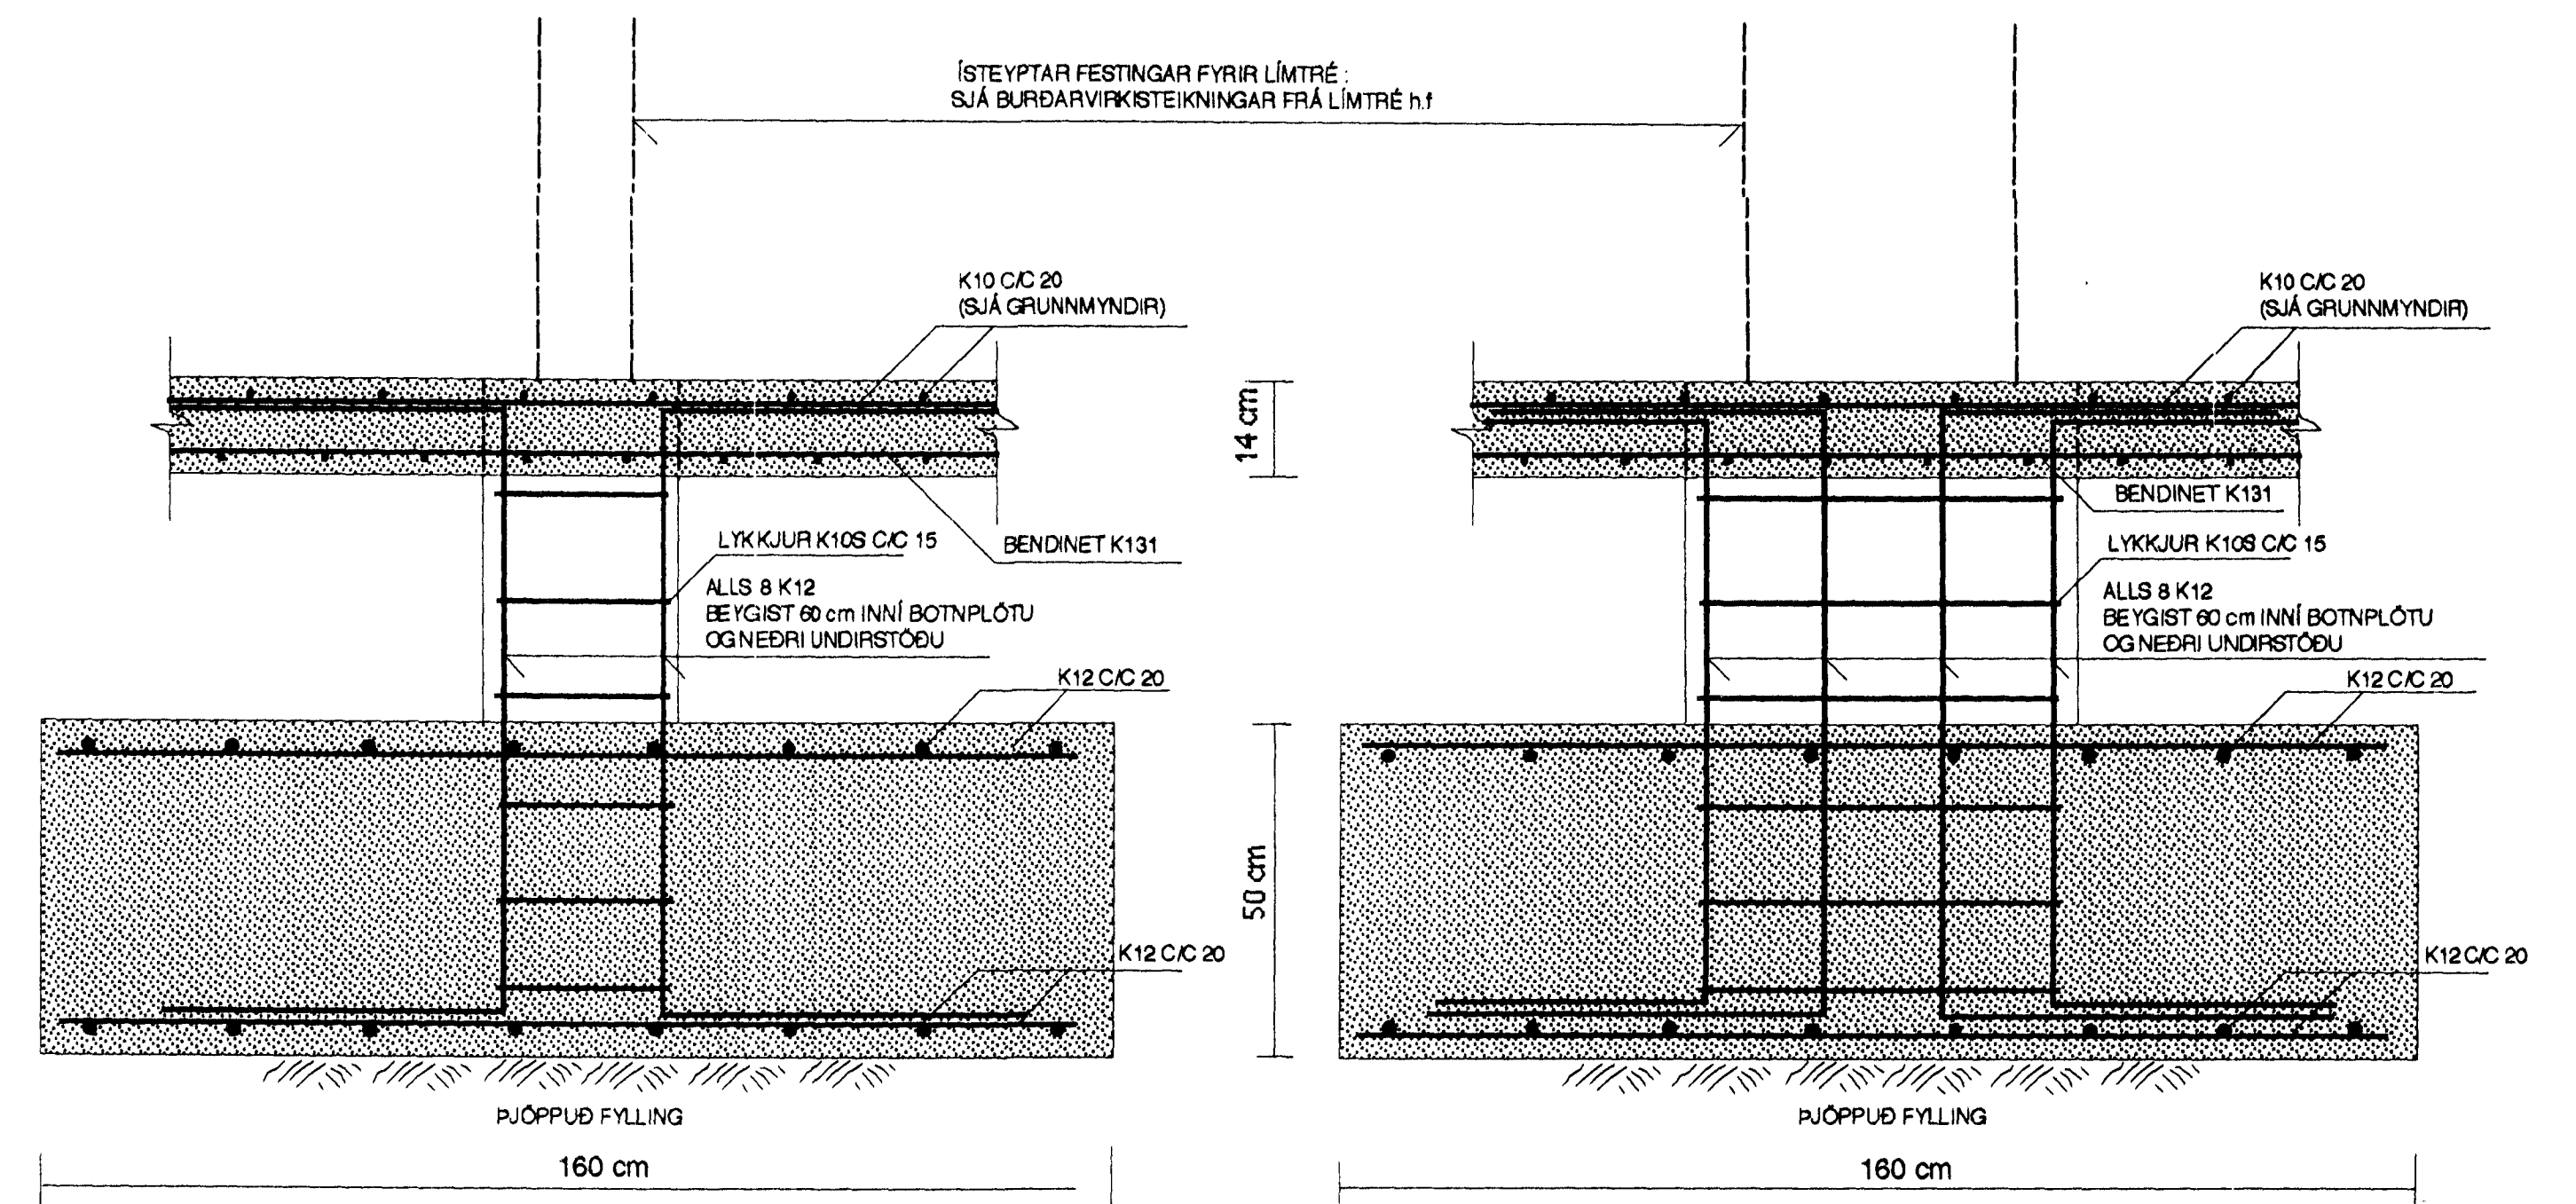 ÍSTEYPTAR FESTINGAR FYRIR LÍMTRÉ :
SJÁ BURÐARVIRKISTEIKNINGAR FRÁ LÍMTRÉ h.f
K10 C/C 20
(SJÁ GRUNNMYNDIR)
LYKKJUR K10S C/C 15
BENDINET K131
ALLS 8 K12
BEYGIST 60 cm INNÍ BOTNPLÖTU
OG NEÐRI UNDIRSTÖÐU
K12 C/C 20
K12 C/C 20
ÞJÖPPUÐ FYLLING
160 cm
14 cm
50 cm
K10 C/C 20
(SJÁ GRUNNMYNDIR)
BENDINET K131
LYKKJUR K10S C/C 15
ALLS 8 K12
BEYGIST 60 cm INNÍ BOTNPLÖTU
OG NEÐRI UNDIRSTÖÐU
K12 C/C 20
K12 C/C 20
ÞJÖPPUÐ FYLLING
160 cm